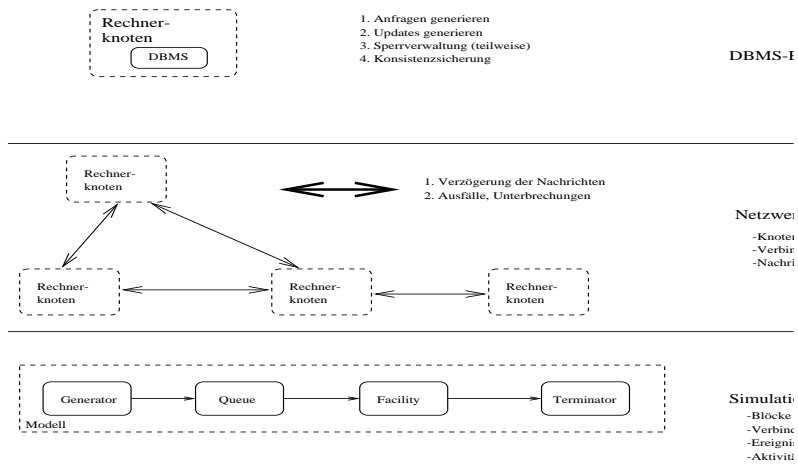 Rechner-
knoten
DBMS
1. Anfragen generieren
2. Updates generieren
3. Sperrverwaltung (teilweise)
4. Konsistenzsicherung
Rechner-
knoten
1. Verzögerung der Nachrichten
2. Ausfälle, Unterbrechungen
Rechner-
knoten
Rechner-
knoten
Rechner-
knoten
Generator
Queue
Facility
Terminator
Modell
-Blöcke